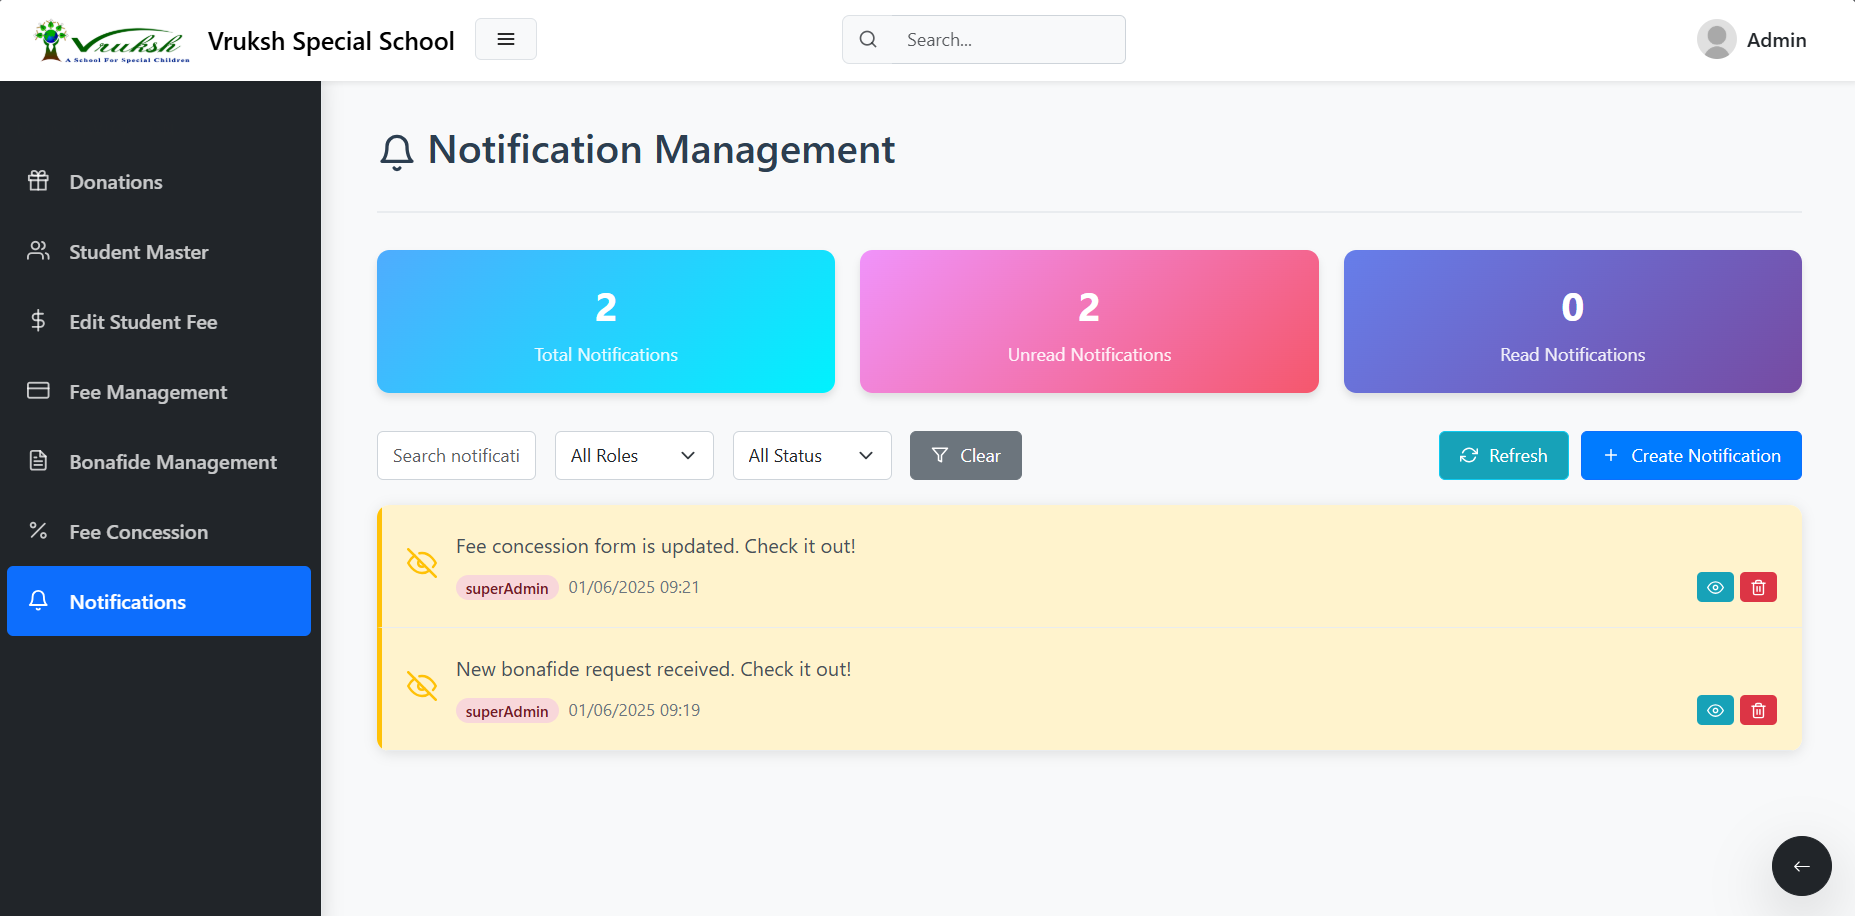 Vruksh
A School For Special Children
Vruksh Special School
Search...
Admin
Donations
Student Master
Edit Student Fee
Fee Management
Bonafide Management
Fee Concession
Notifications
Notification Management
2
Total Notifications
2
Unread Notifications
0
Read Notifications
Search notificati
All Roles
All Status
Clear
Refresh
Create Notification
Fee concession form is updated. Check it out!
superAdmin 01/06/2025 09:21
New bonafide request received. Check it out!
superAdmin 01/06/2025 09:19